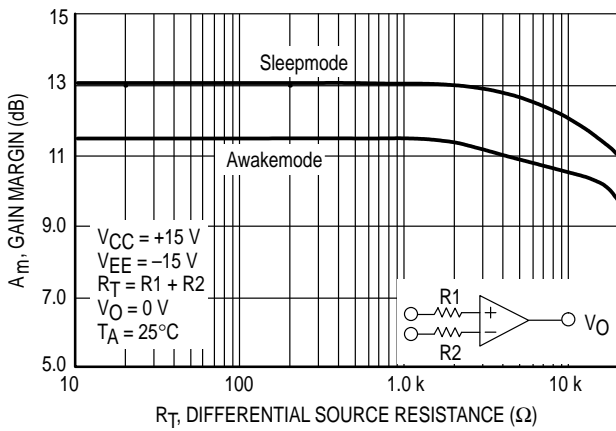 15
13
11
9.0
7.0
5.0
Am, GAIN MARGIN (dB)
Sleepmode
Awakemode
VCC = +15 V
VEE = –15 V
RT = R1 + R2
VO = 0 V
TA = 25°C
R1
+
–
R2
VO
10
100
1.0 k
10 k
RT, DIFFERENTIAL SOURCE RESISTANCE (Ω)